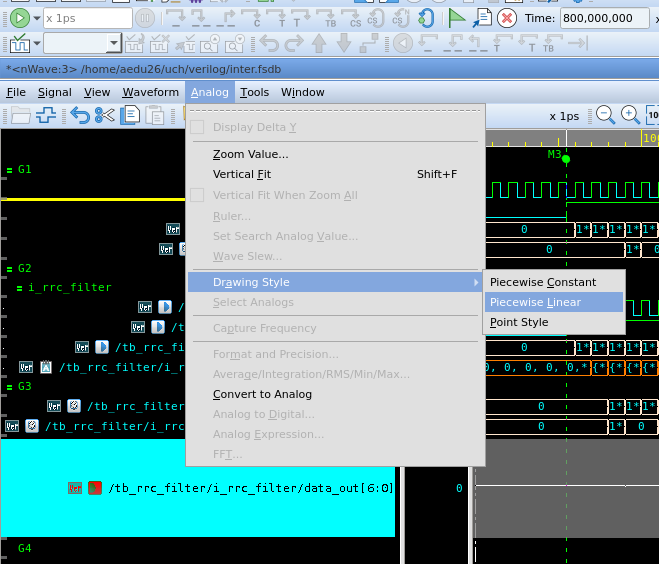 x 1ps
Time: 800,000,000
*<nWave:3> /home/aedu26/uch/verilog/inter.fsdb
File Signal View Waveform Analog Tools Window
x 1ps
Display Delta Y
Zoom Value...
Vertical Fit Shift+F
Vertical Fit When Zoom All
Ruler...
Set Search Analog Value...
Wave Slew...
Drawing Style
Select Analogs
Capture Frequency
Format and Precision...
Average/Integration/RMS/Min/Max...
Convert to Analog
Analog to Digital...
Analog Expression...
FFT...
Piecewise Constant
Piecewise Linear
Point Style
M3
G1
0 1* 1* 1* 1* 1*
0 1* 0
G2
i_rrc_filter
/tb_rrc_fi
0 1* 1* 1* 1* 1*
/tb_rrc_filter/i_r
0, 0, 0, 0, 0,* {* {* {* {*
G3
/tb_rrc_fil
0 1* 1* 1*
/tb_rrc_filter/i_rrc
0 1* 0
/tb_rrc_filter/i_rrc_filter/data_out[6:0]
0
G4